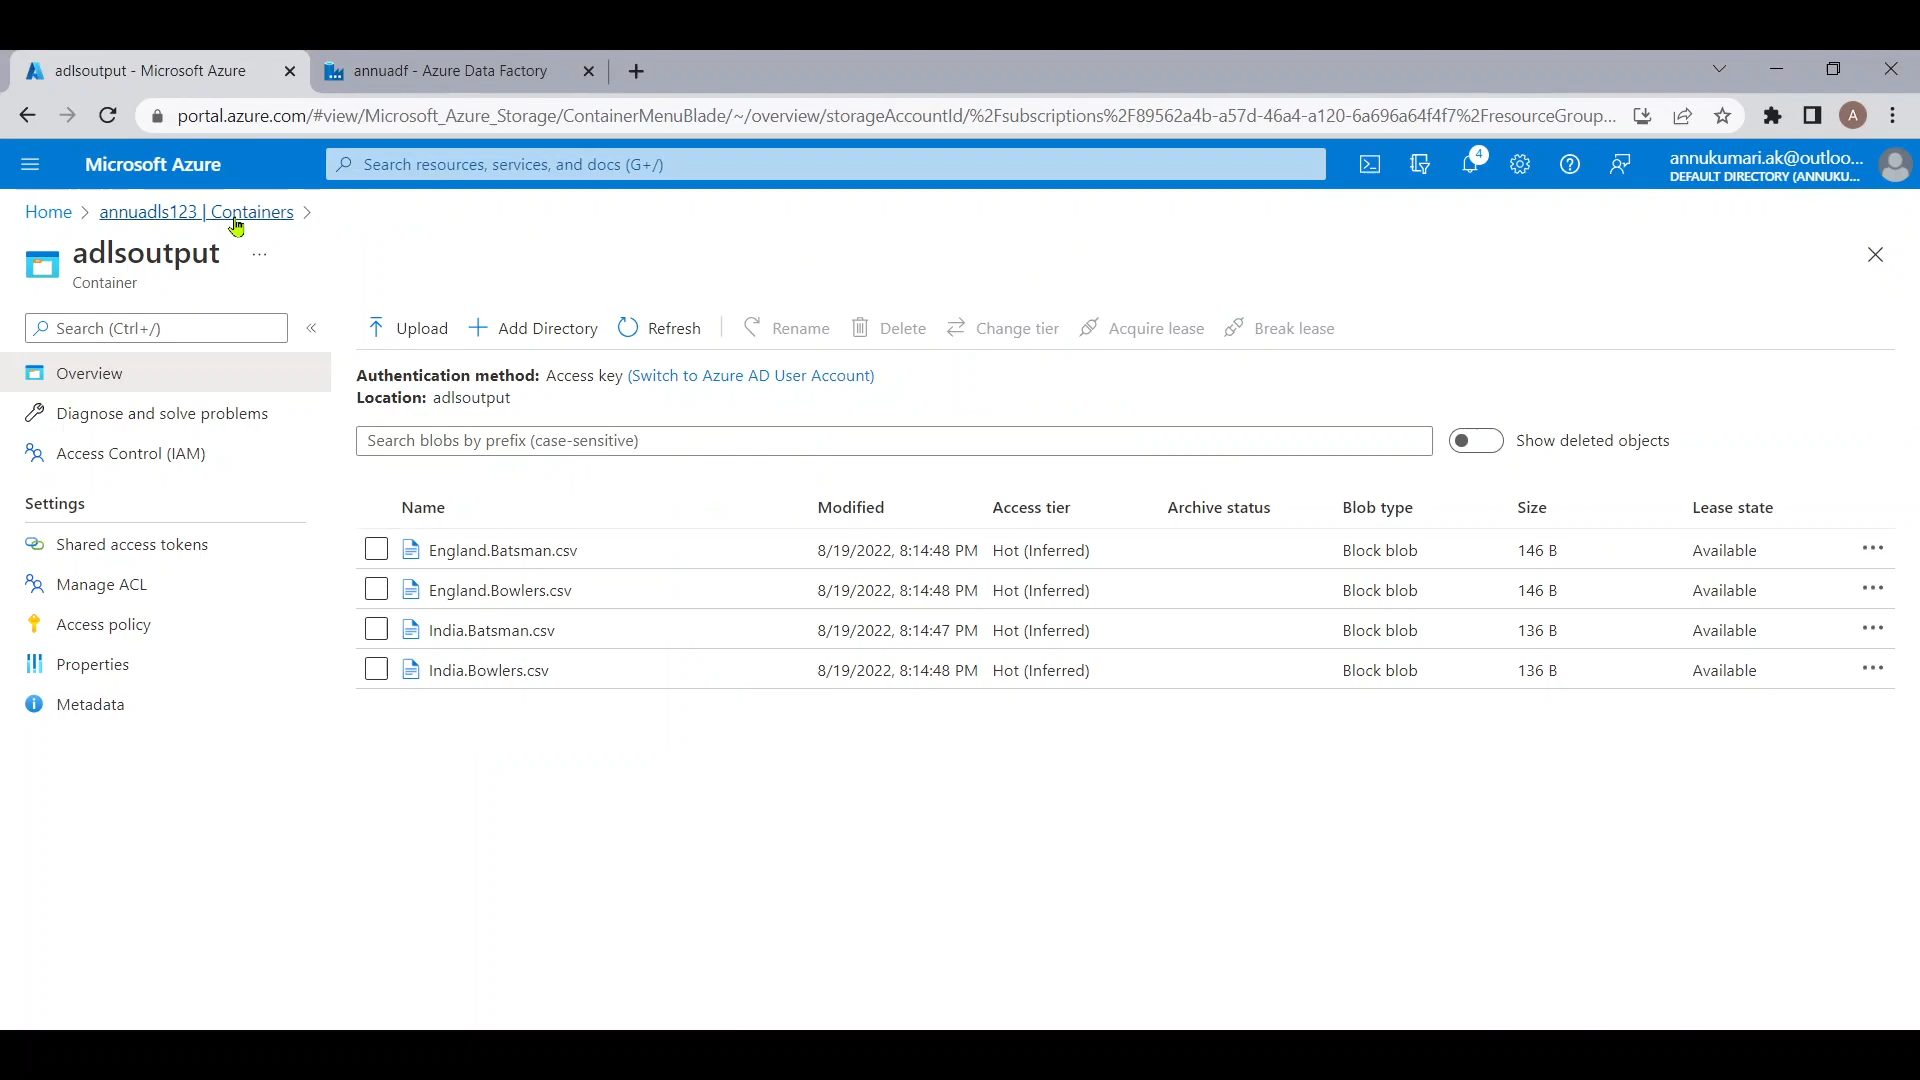 adlsoutput - Microsoft Azure
annuadf - Azure Data Factory
portal.azure.com/#view/Microsoft_Azure_Storage/ContainerMenuBlade/~/overview/storageAccountId/%2Fsubscriptions%2F89562a4b-a57d-46a4-a120-6a696a64f4f7%2FresourceGroup...
A
Microsoft Azure
Search resources, services, and docs (G+/)
4
annukumari.ak@outloo...
DEFAULT DIRECTORY (ANNUKU...
Home > annuadls123 | Containers >
adlsoutput ...
Container
Search (Ctrl+/)
«
Overview
Diagnose and solve problems
Access Control (IAM)
Settings
Shared access tokens
Manage ACL
Access policy
Properties
Metadata
Upload Add Directory Refresh Rename Delete Change tier Acquire lease Break lease
Authentication method: Access key (Switch to Azure AD User Account)
Location: adlsoutput
Search blobs by prefix (case-sensitive)
Show deleted objects
Name Modified Access tier Archive status Blob type Size Lease state
England.Batsman.csv 8/19/2022, 8:14:48 PM Hot (Inferred) Block blob 146 B Available ...
England.Bowlers.csv 8/19/2022, 8:14:48 PM Hot (Inferred) Block blob 146 B Available ...
India.Batsman.csv 8/19/2022, 8:14:47 PM Hot (Inferred) Block blob 136 B Available ...
India.Bowlers.csv 8/19/2022, 8:14:48 PM Hot (Inferred) Block blob 136 B Available ...